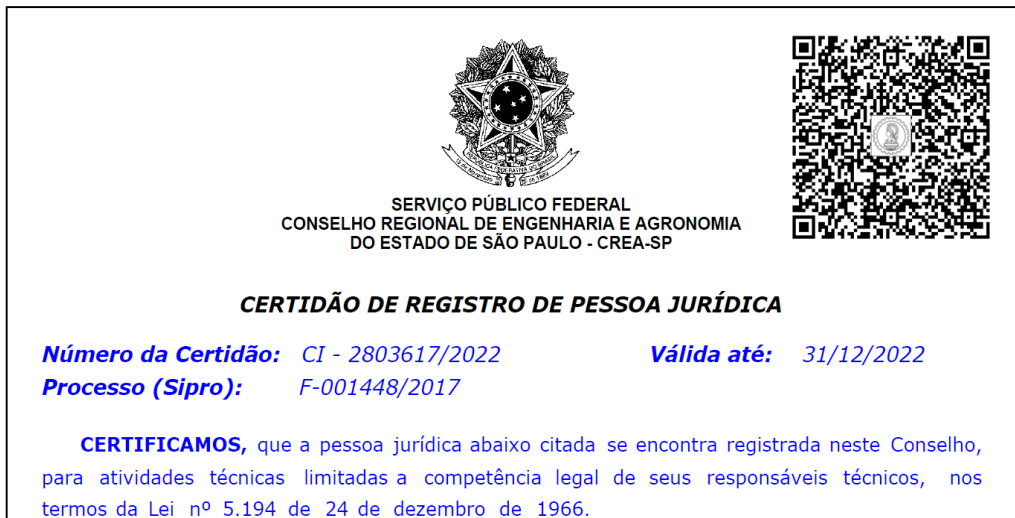 SERVIÇO PÚBLICO FEDERAL
CONSELHO REGIONAL DE ENGENHARIA E AGRONOMIA
DO ESTADO DE SÃO PAULO - CREA-SP
CERTIDÃO DE REGISTRO DE PESSOA JURÍDICA
Número da Certidão: CI - 2803617/2022 Válida até: 31/12/2022
Processo (Sipro): F-001448/2017
CERTIFICAMOS, que a pessoa jurídica abaixo citada se encontra registrada neste Conselho,
para atividades técnicas limitadas a competência legal de seus responsáveis técnicos, nos
termos da Lei nº 5.194 de 24 de dezembro de 1966.